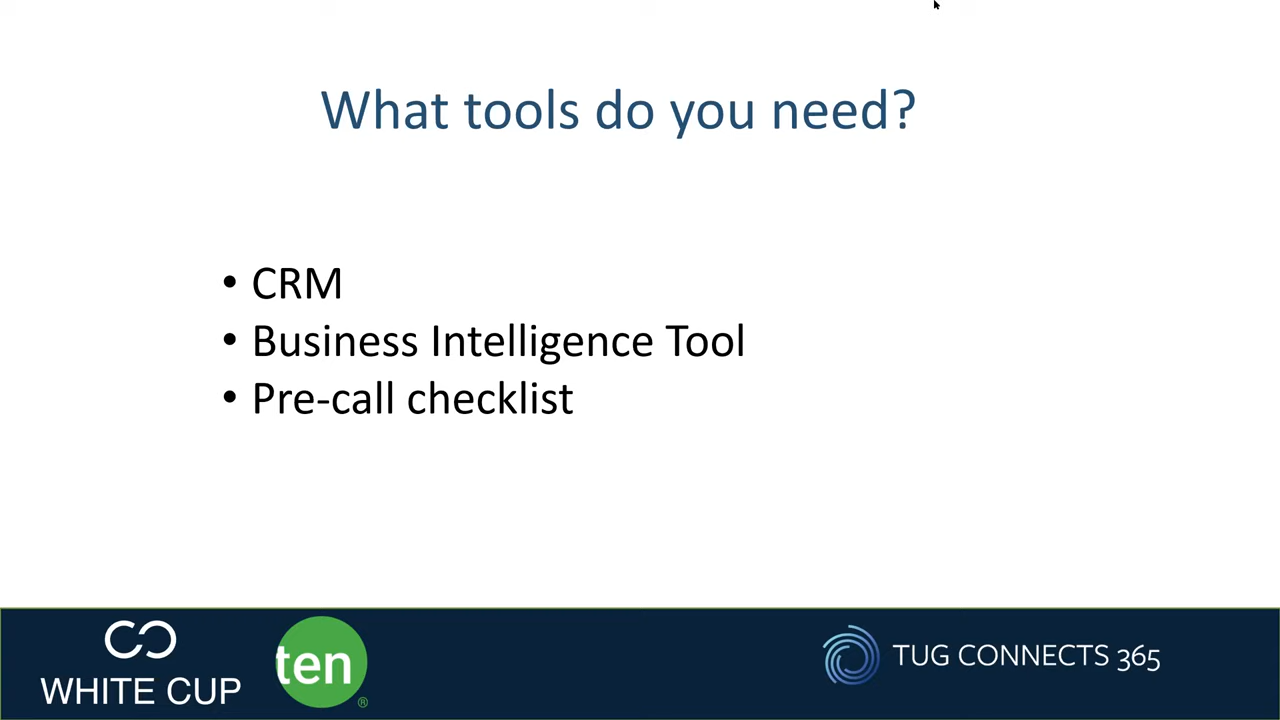 What tools do you need?
• CRM
• Business Intelligence Tool
• Pre-call checklist
WHITE CUP
ten®
TUG CONNECTS 365